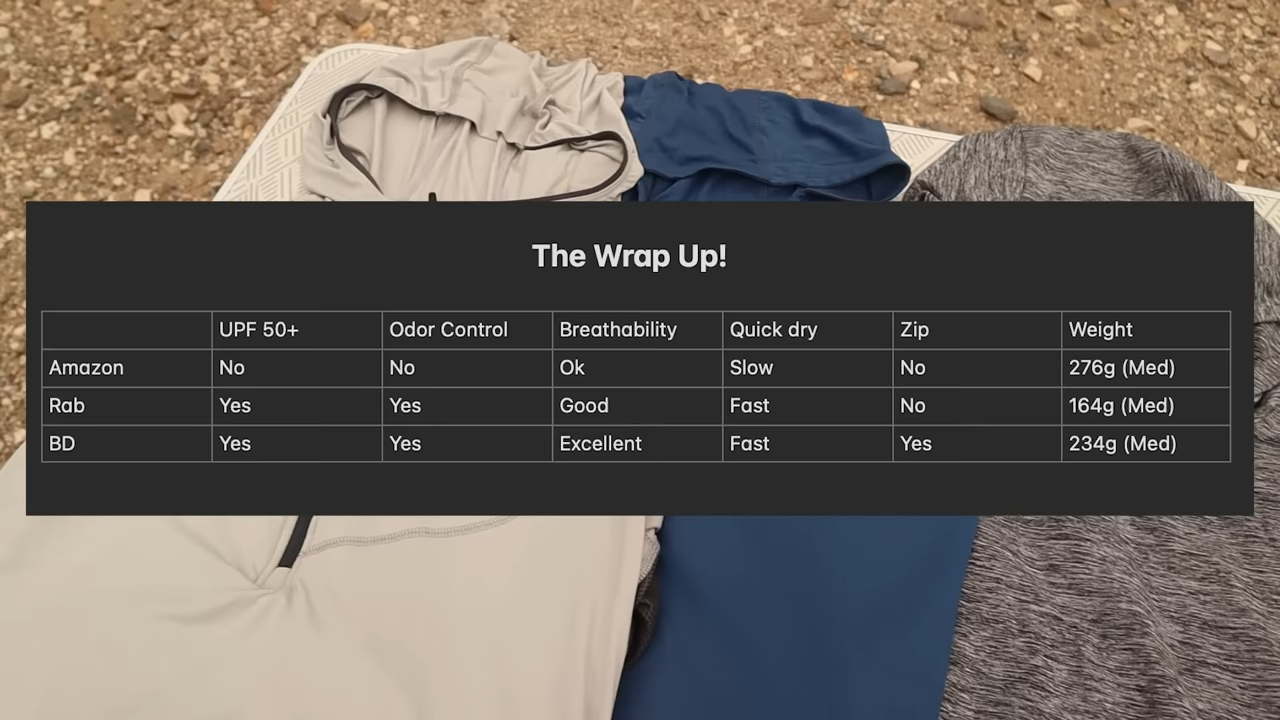 The Wrap Up!
UPF 50+ Odor Control Breathability Quick dry Zip Weight
Amazon No No Ok Slow No 276g (Med)
Rab Yes Yes Good Fast No 164g (Med)
BD Yes Yes Excellent Fast Yes 234g (Med)